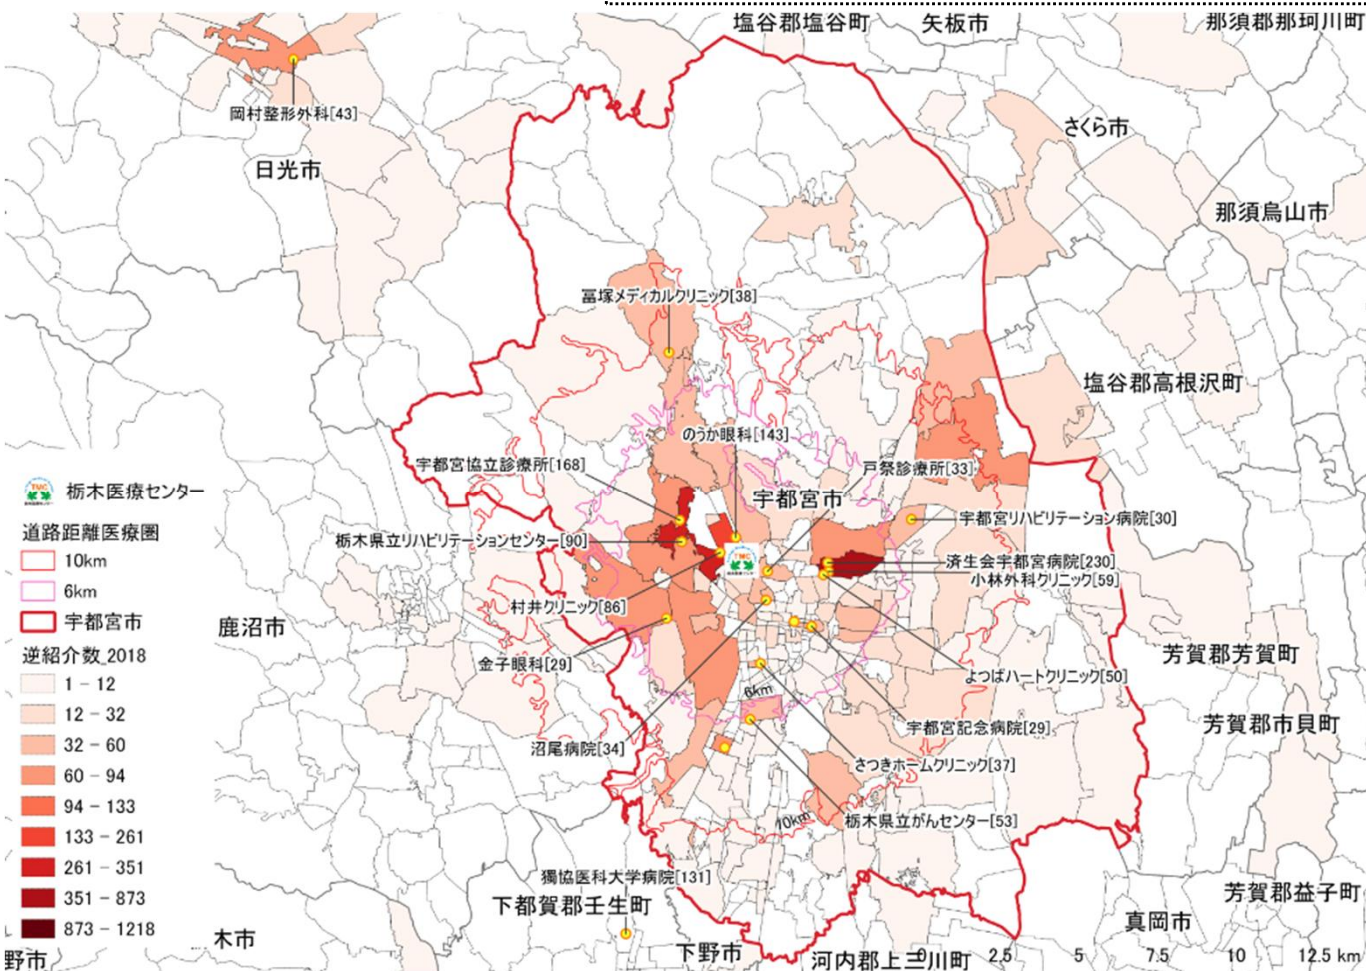 塩谷郡塩谷町
矢板市
那須郡那珂川町
岡村整形外科[43]
日光市
さくら市
那須烏山市
冨塚メディカルクリニック[38]
塩谷郡高根沢町
のうか眼科[143]
宇都宮協立診療所[168]
戸祭診療所[33]
宇都宮市
宇都宮リハビリテーション病院[30]
栃木県立リハビリテーションセンター[90]
済生会宇都宮病院[230]
小林外科クリニック[59]
TMC
村井クリニック[86]
鹿沼市
金子眼科[29]
芳賀郡芳賀町
よつばハートクリニック[50]
6km
宇都宮記念病院[29]
芳賀郡市貝町
沼尾病院[34]
さつきホームクリニック[37]
10km
栃木県立がんセンター[53]
獨協医科大学病院[131]
下都賀郡壬生町
芳賀郡益子町
真岡市
木市
野市
下野市
河内郡上三川町
TMC
栃木医療センター
道路距離医療圏
10km
6km
宇都宮市
逆紹介数_2018
1 - 12
12 - 32
32 - 60
60 - 94
94 - 133
133 - 261
261 - 351
351 - 873
873 - 1218
0 2.5 5 7.5 10 12.5 km